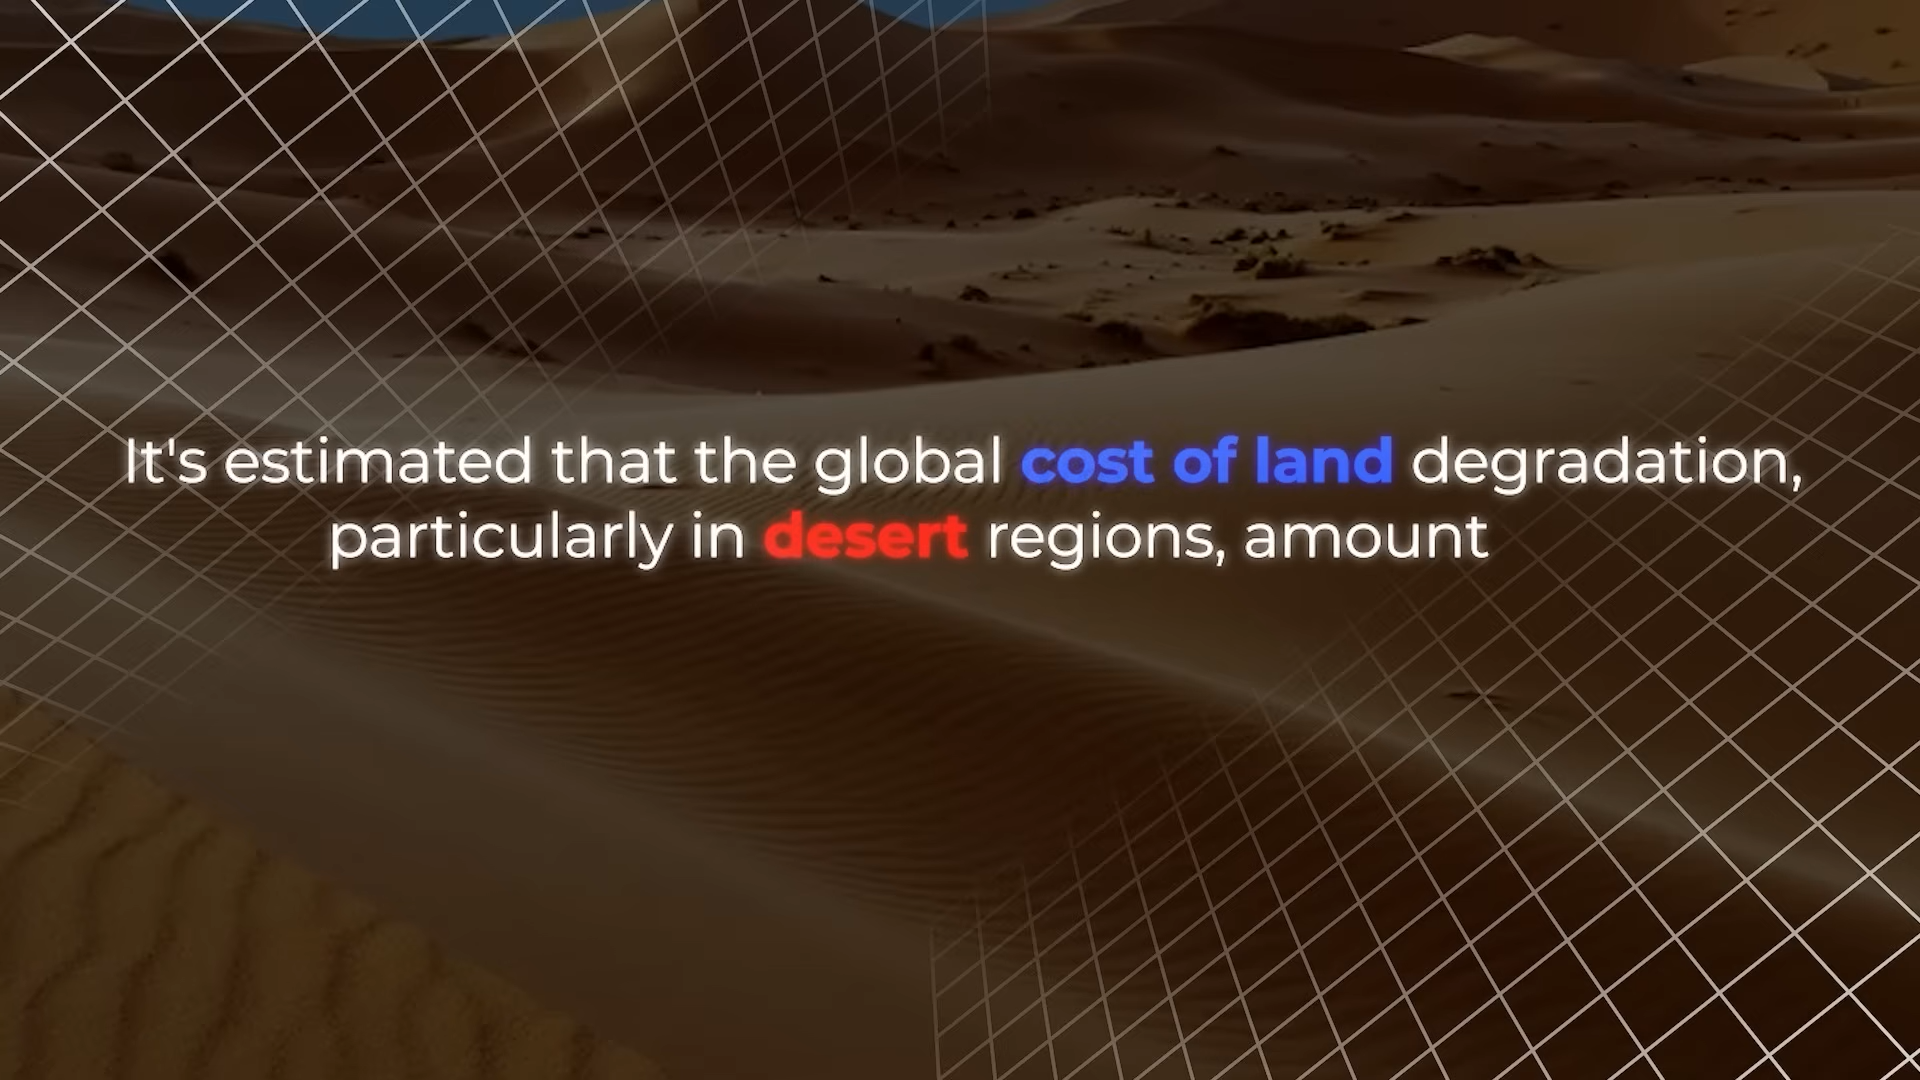 It's estimated that the global cost of land degradation,
particularly in desert regions, amount